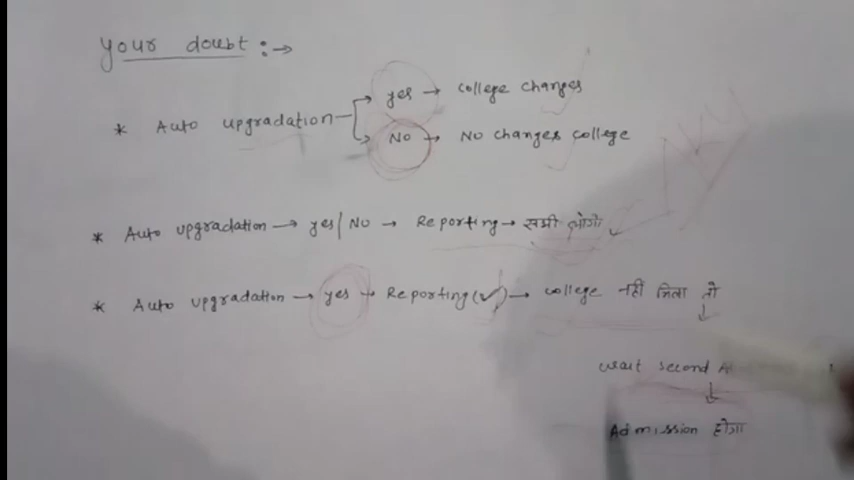 Your doubt :→
yes → college changes
* Auto upgradation
No → No changes college
* Auto upgradation → yes/No → Reporting → सभी लोगो
* Auto upgradation → yes → Reporting (✓) → college नही मिला तो
↓
wait second
↓
Admission होगा